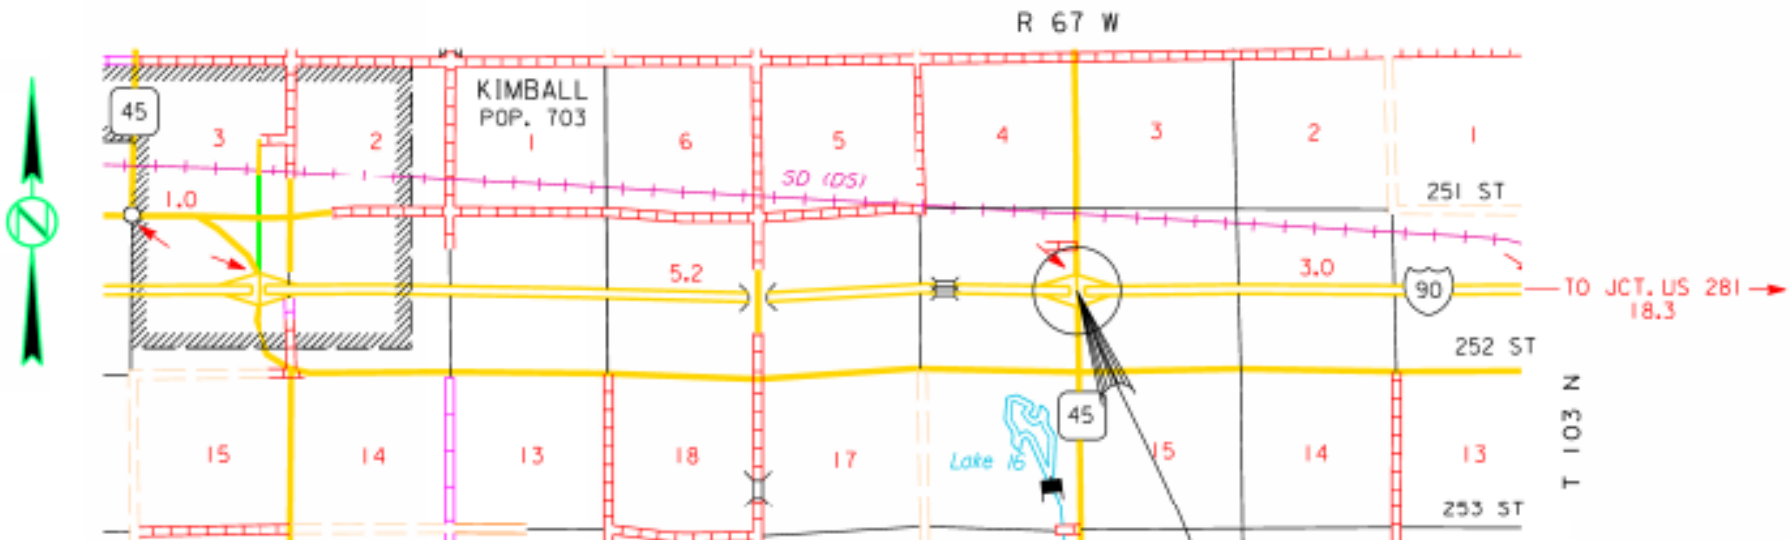 R 67 W
45
KIMBALL
POP. 703
3
2
1
6
5
4
3
2
1
SD (DS)
251 ST
1.0
N
5.2
3.0
90
TO JCT. US 281
18.3
252 ST
T 103 N
45
15
14
13
18
17
Lake 16
15
14
13
253 ST